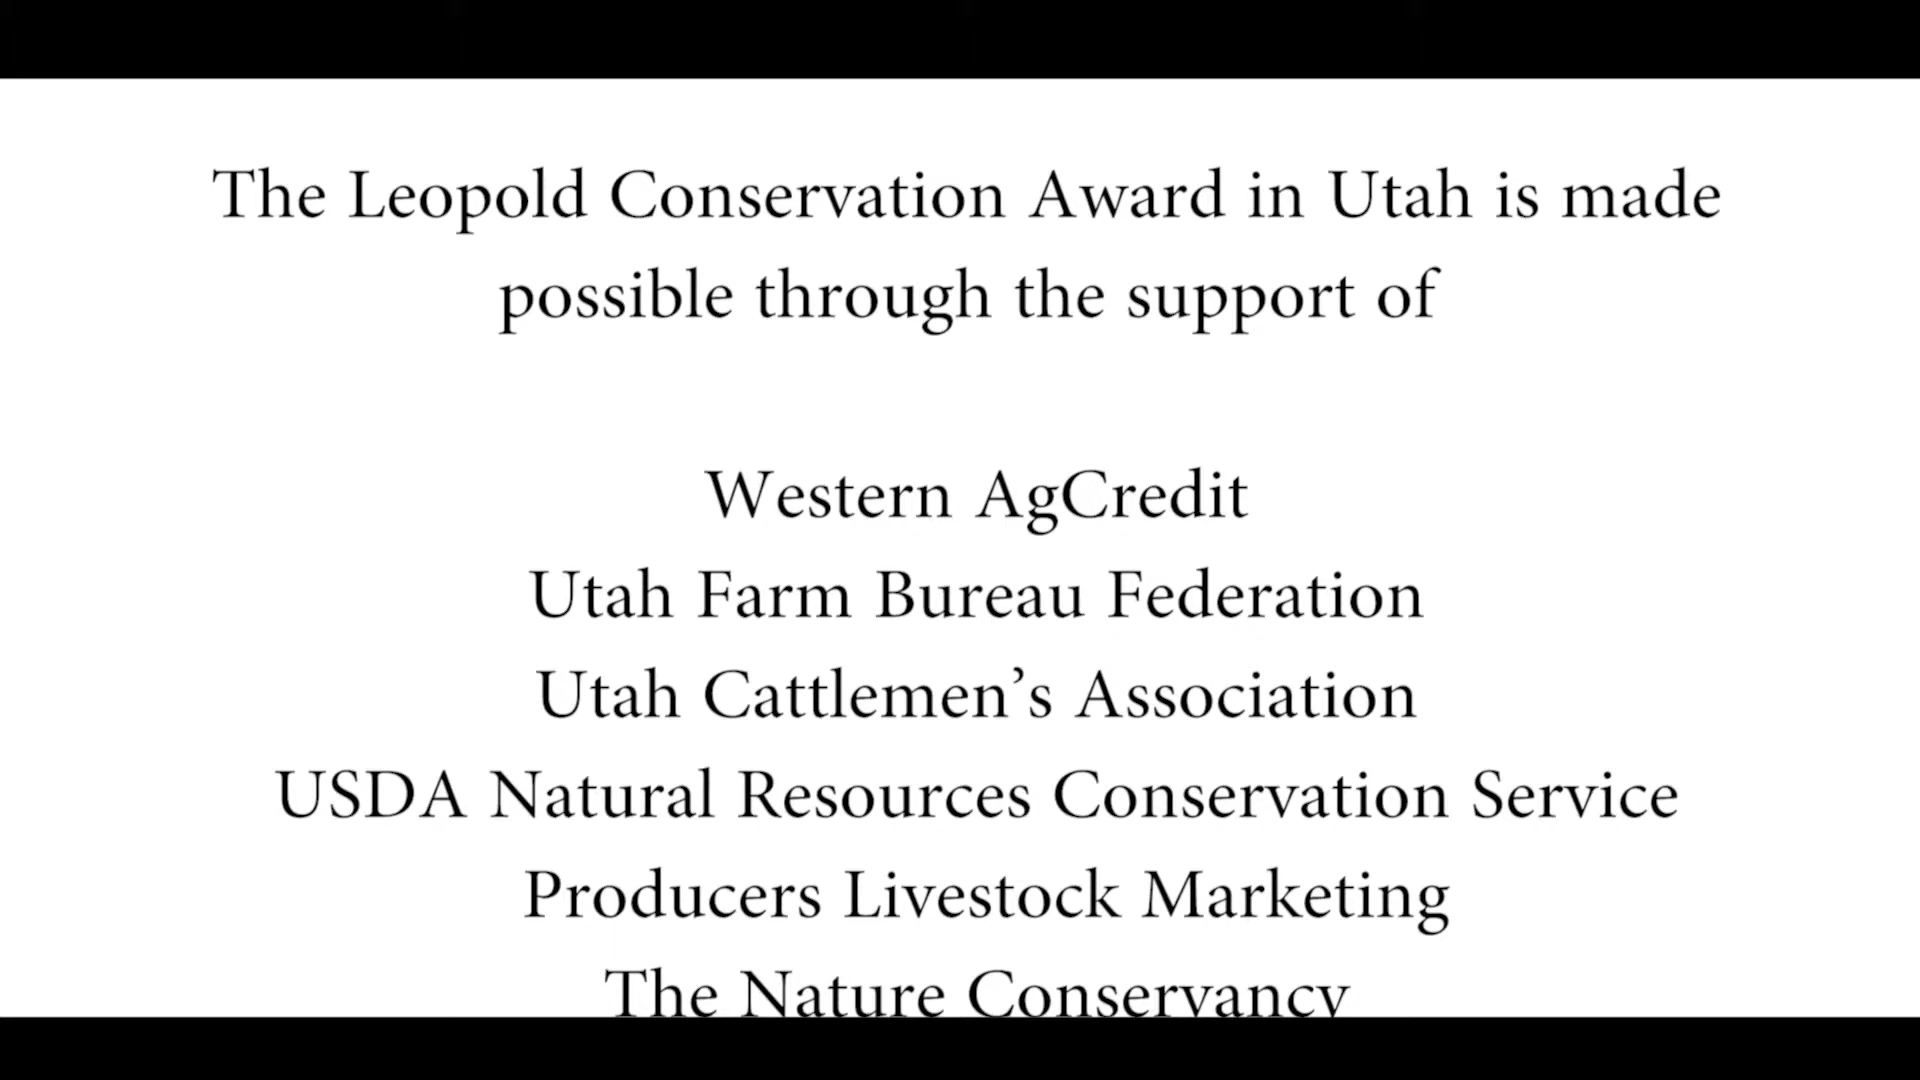 The Leopold Conservation Award in Utah is made
possible through the support of
Western AgCredit
Utah Farm Bureau Federation
Utah Cattlemen’s Association
USDA Natural Resources Conservation Service
Producers Livestock Marketing
The Nature Conservancy